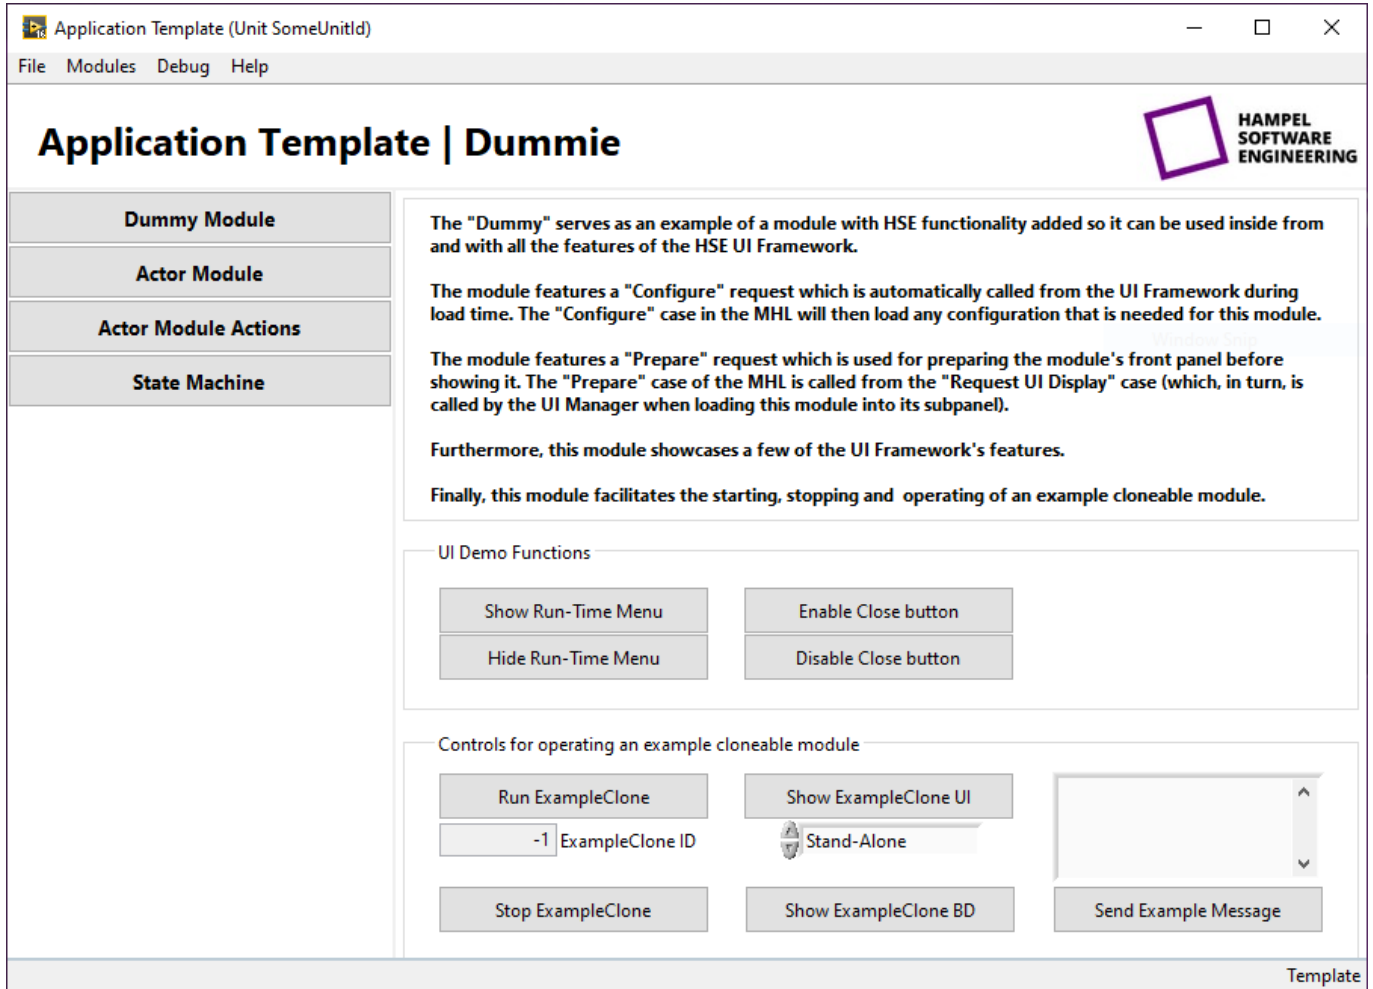 Application Template (Unit SomeUnitId)
File Modules Debug Help
Application Template | Dummie
HAMPEL
SOFTWARE
ENGINEERING
Dummy Module
Actor Module
Actor Module Actions
State Machine
The "Dummy" serves as an example of a module with HSE functionality added so it can be used inside from
and with all the features of the HSE UI Framework.
The module features a "Configure" request which is automatically called from the UI Framework during
load time. The "Configure" case in the MHL will then load any configuration that is needed for this module.
Window Snip
The module features a "Prepare" request which is used for preparing the module's front panel before
showing it. The "Prepare" case of the MHL is called from the "Request UI Display" case (which, in turn, is
called by the UI Manager when loading this module into its subpanel).
Furthermore, this module showcases a few of the UI Framework's features.
Finally, this module facilitates the starting, stopping and  operating of an example cloneable module.
UI Demo Functions
Show Run-Time Menu
Enable Close button
Hide Run-Time Menu
Disable Close button
Controls for operating an example cloneable module
Run ExampleClone
Show ExampleClone UI
-1 ExampleClone ID
Stand-Alone
Stop ExampleClone
Show ExampleClone BD
Send Example Message
Template